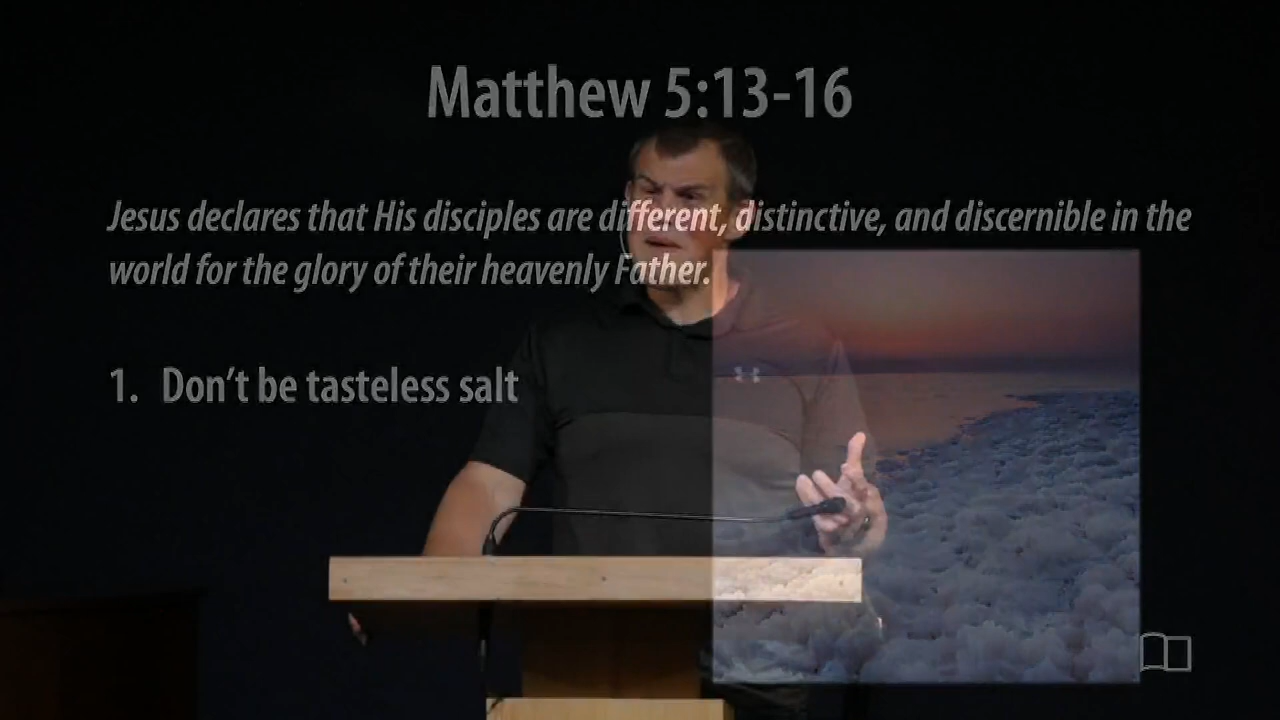 Matthew 5:13-16
Jesus declares that His disciples are different, distinctive, and discernible in the
world for the glory of their heavenly Father.
1. Don't be tasteless salt